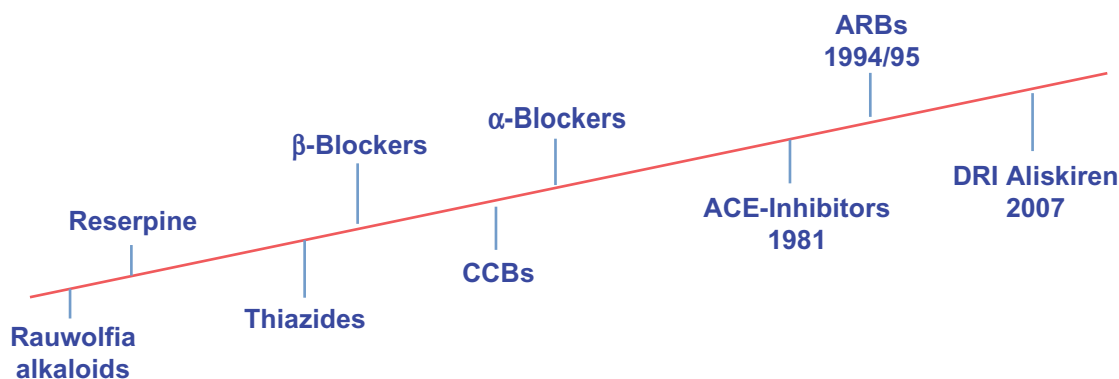 Rauwolfia
alkaloids
Reserpine
Thiazides
β-Blockers
CCBs
α-Blockers
ACE-Inhibitors
1981
ARBs
1994/95
DRI Aliskiren
2007